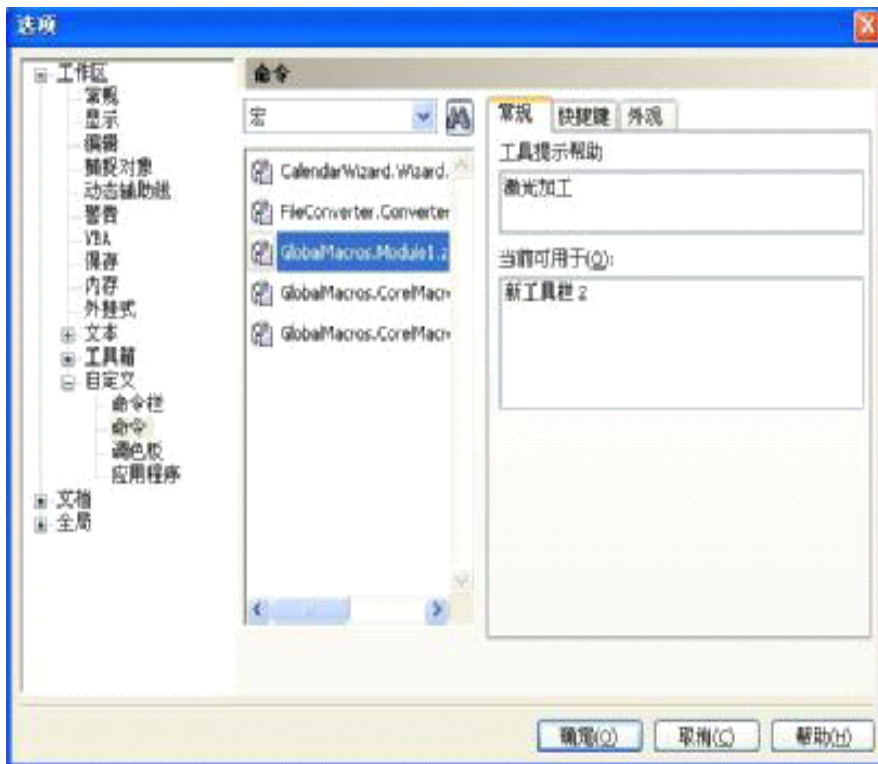 选项
工作区
常规
显示
编辑
捕捉对象
动态辅助线
警告
VBA
保存
内存
外挂式
文本
工具箱
自定义
命令栏
命令
调色板
应用程序
文档
全局
命令
宏
CalendarWizard.Wizard.
FileConverter.Converter
GlobalMacros.Module1.z
GlobalMacros.CoreMacr
GlobalMacros.CoreMacr
常规 快捷键 外观
工具提示帮助
激光加工
当前可用于(O):
新工具栏 2
确定(O) 取消(C) 帮助(H)